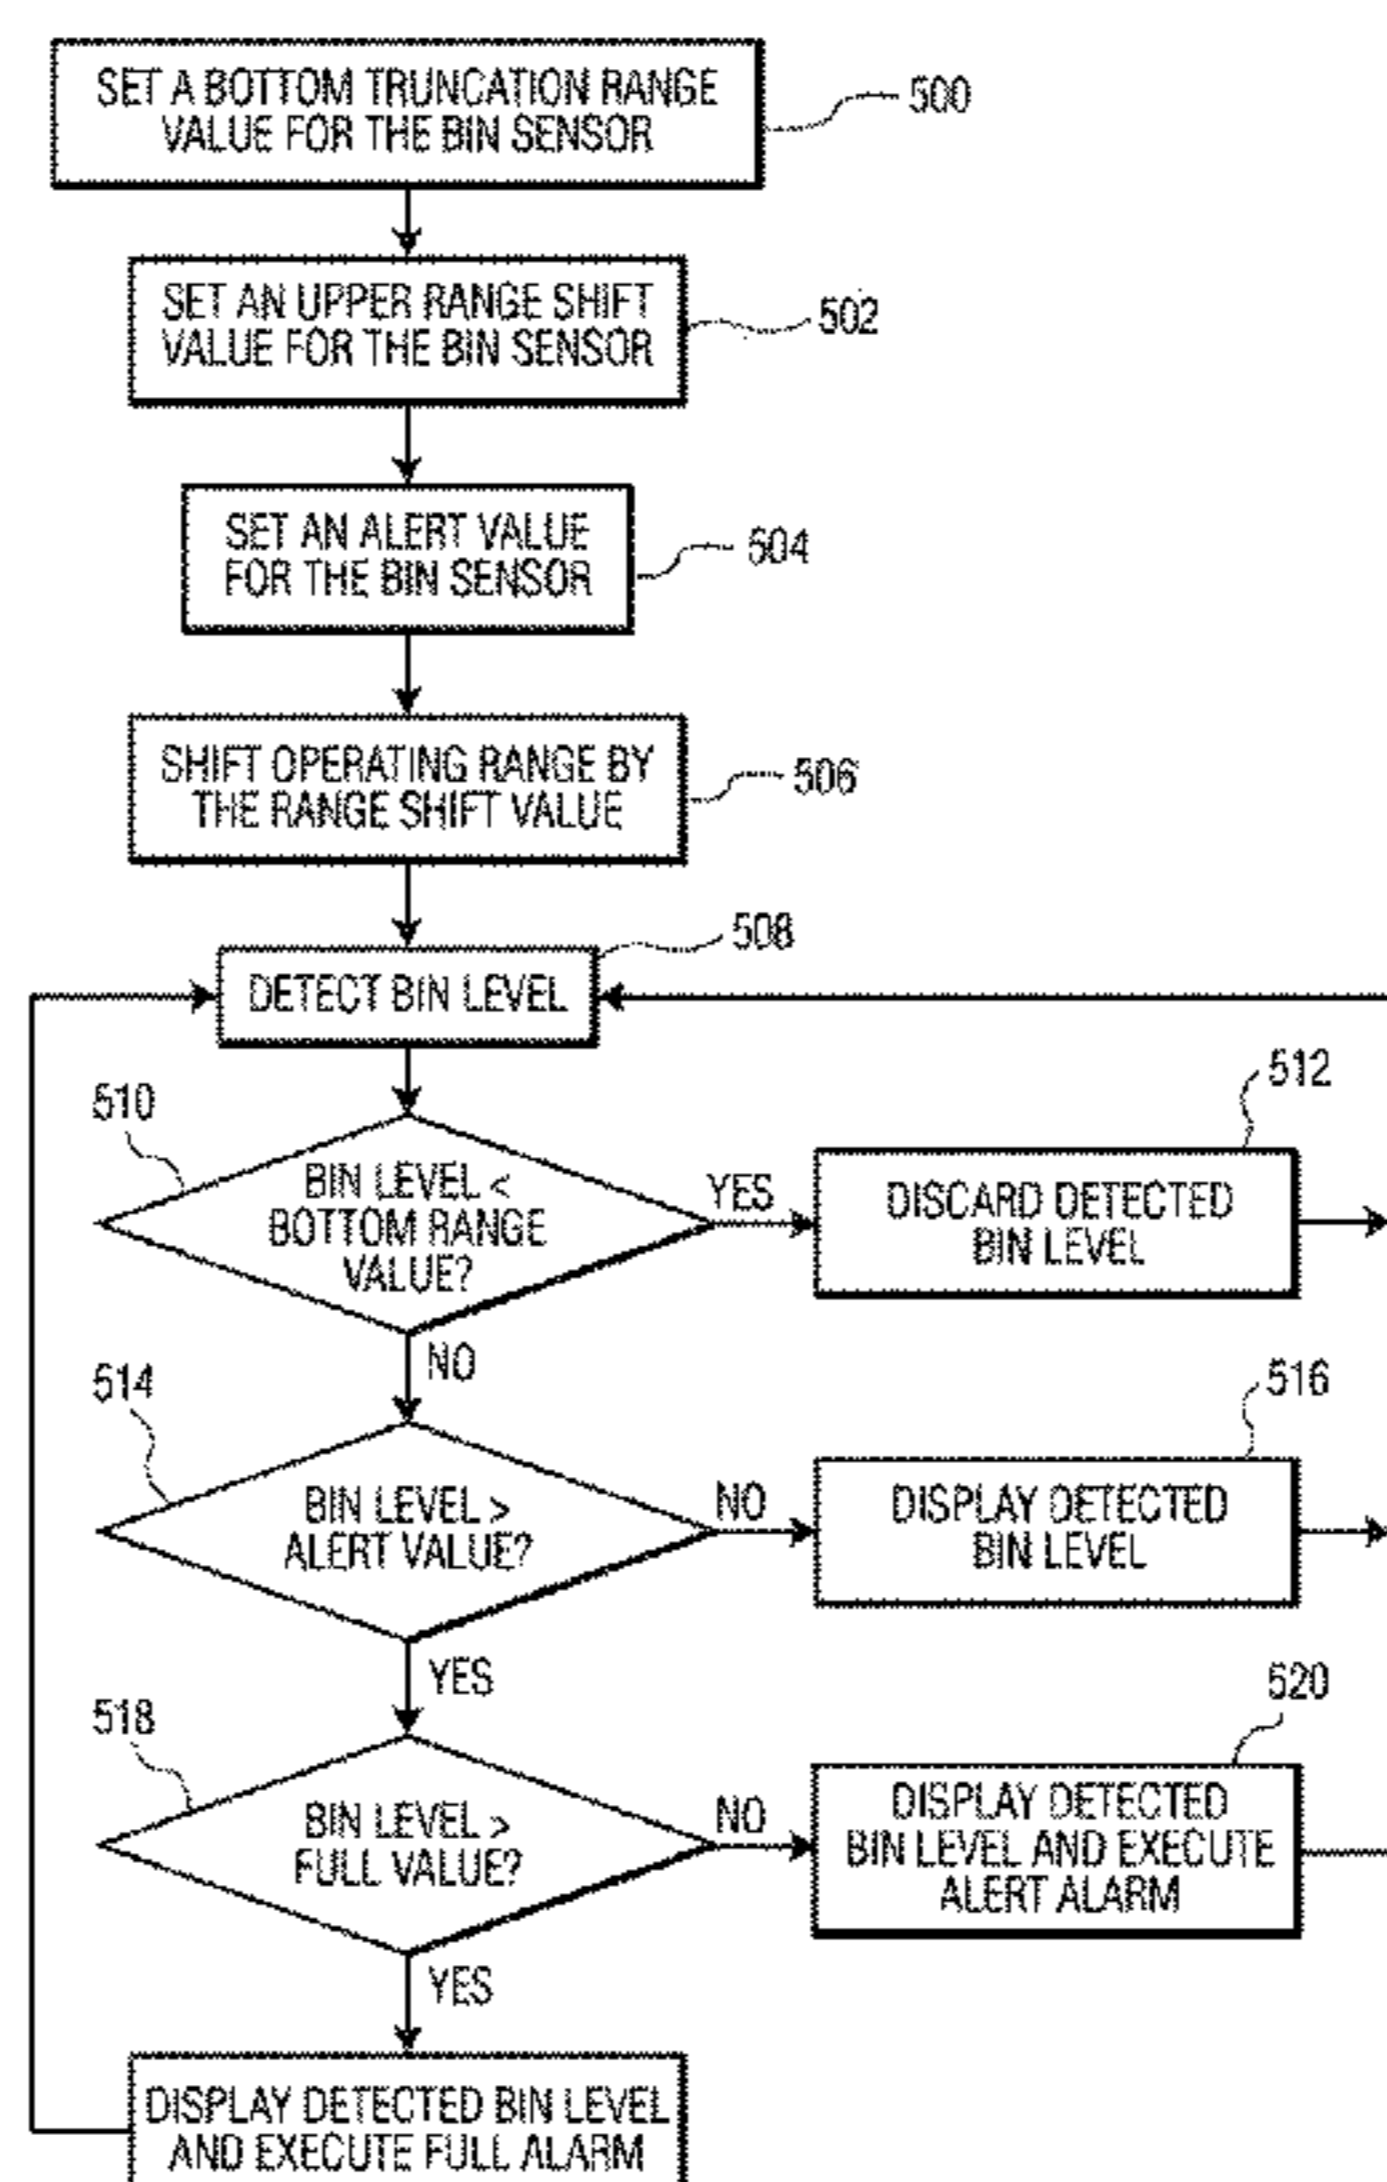 SET A BOTTOM TRUNCATION RANGE
VALUE FOR THE BIN SENSOR
500
SET AN UPPER RANGE SHIFT
VALUE FOR THE BIN SENSOR
502
SET AN ALERT VALUE
FOR THE BIN SENSOR
504
SHIFT OPERATING RANGE BY
THE RANGE SHIFT VALUE
506
508
DETECT BIN LEVEL
510
BIN LEVEL <
BOTTOM RANGE
VALUE?
YES
512
DISCARD DETECTED
BIN LEVEL
NO
514
BIN LEVEL >
ALERT VALUE?
NO
516
DISPLAY DETECTED
BIN LEVEL
YES
518
BIN LEVEL >
FULL VALUE?
NO
520
DISPLAY DETECTED
BIN LEVEL AND EXECUTE
ALERT ALARM
YES
DISPLAY DETECTED BIN LEVEL
AND EXECUTE FULL ALARM